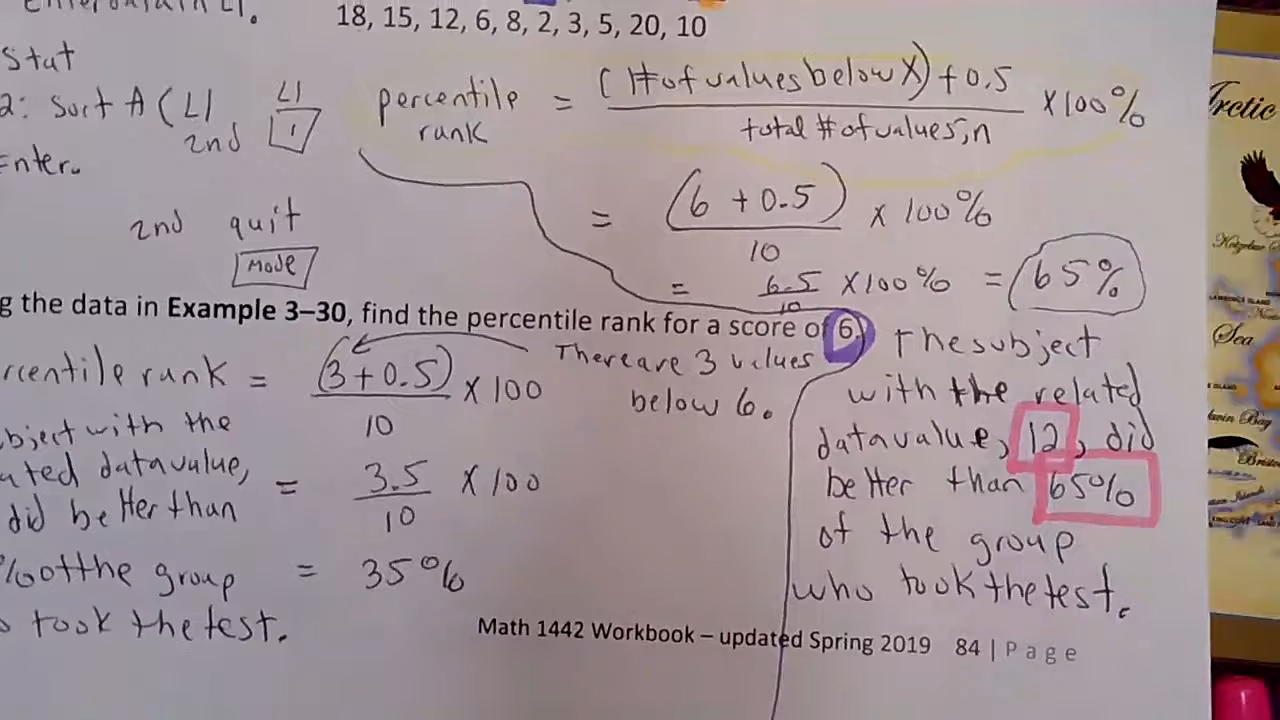 18, 15, 12, 6, 8, 2, 3, 5, 20, 10
Stat
2: Sort A ( L1
L1
2nd 1
Enter.
2nd quit
Mode
percentile rank = (# of values below X) + 0.5 / total # of values, n × 100%
= (6 + 0.5) / 10 × 100%
= 6.5 / 10 × 100% = 65%
g the data in Example 3–30, find the percentile rank for a score of 6.
rcentile rank = (3 + 0.5) / 10 × 100
There are 3 values
below 6.
bject with the
ated data value,
did better than
% of the group
took the test.
= 3.5 / 10 × 100
= 35%
The subject
with the related
data value, 12, did
better than 65%
of the group
who took the test.
Math 1442 Workbook – updated Spring 2019 84 | P a g e
Arctic
Sea